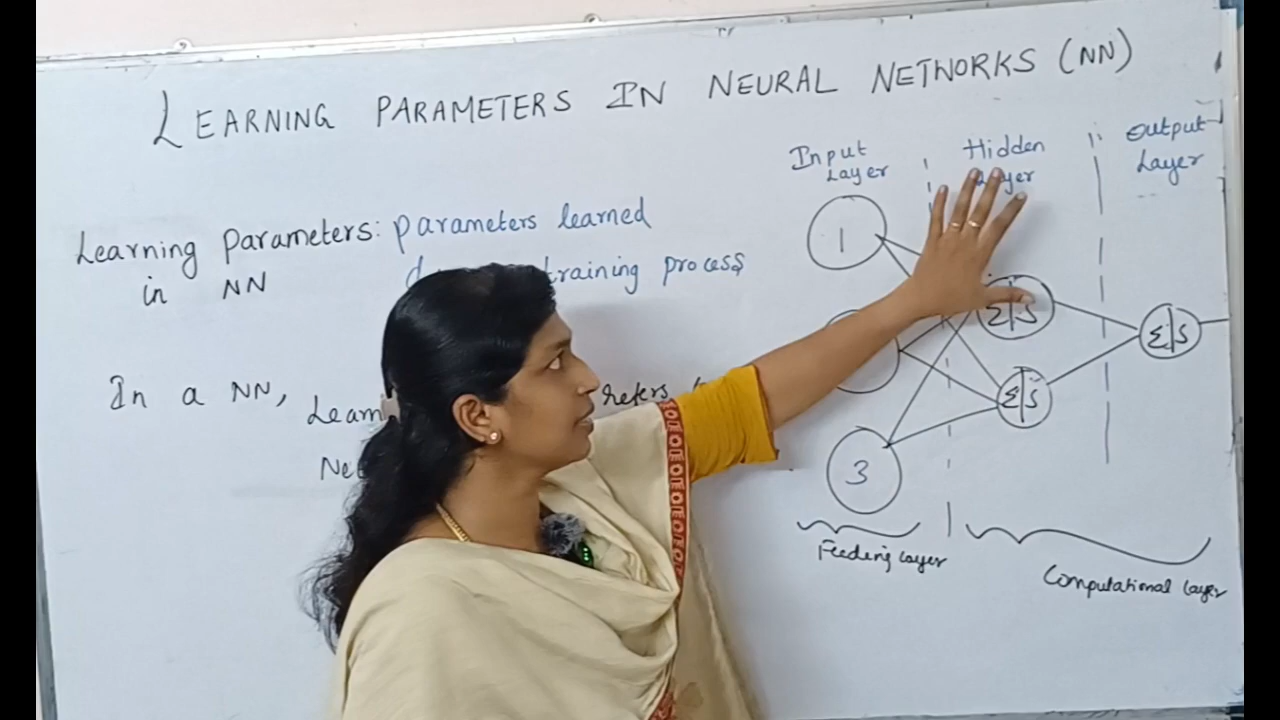 LEARNING PARAMETERS IN NEURAL NETWORKS (NN)
Input Layer
Hidden Layer
Output Layer
Learning Parameters: parameters learned
in NN training process
In a NN,
1
3
Σ|S
Σ|S
Σ|S
Feeding layer
Computational layer